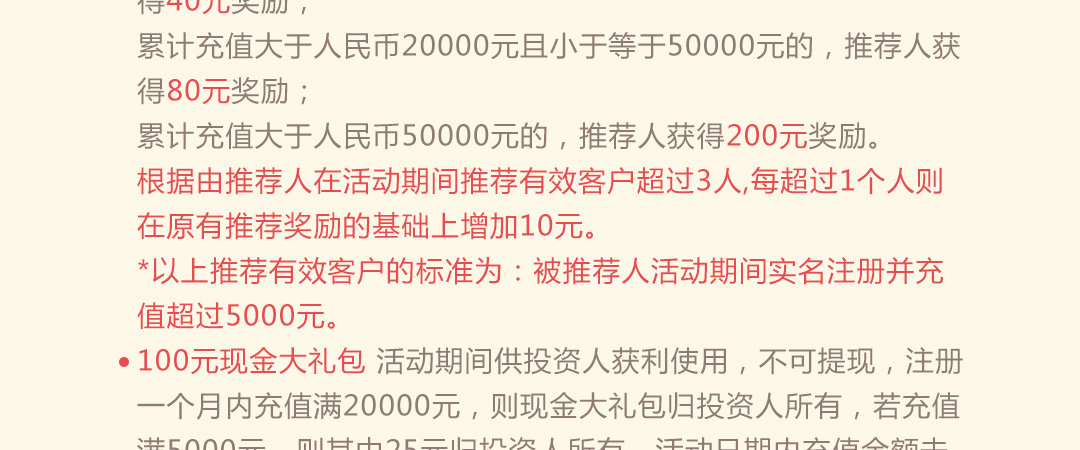 得40元奖励；
累计充值大于人民币20000元且小于等于50000元的，推荐人获
得80元奖励；
累计充值大于人民币50000元的，推荐人获得200元奖励。
根据由推荐人在活动期间推荐有效客户超过3人,每超过1个人则
在原有推荐奖励的基础上增加10元。
*以上推荐有效客户的标准为：被推荐人活动期间实名注册并充
值超过5000元。
•100元现金大礼包 活动期间供投资人获利使用，不可提现，注册
一个月内充值满20000元，则现金大礼包归投资人所有，若充值
满5000元，则其中25元归投资人所有，活动日期内充值金额未